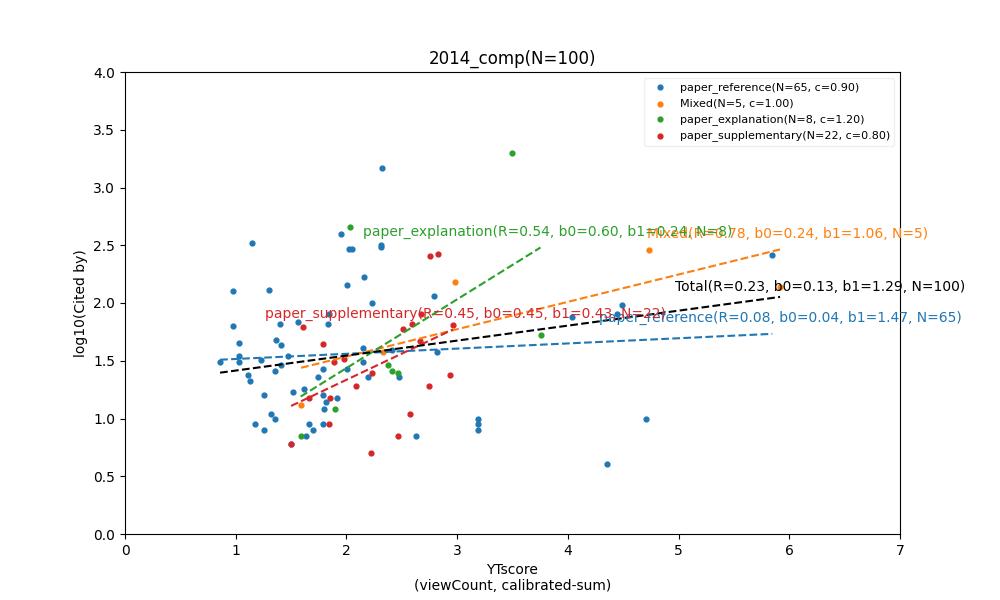 2014_comp(N=100)
4.0
3.5
3.0
2.5
2.0
1.5
1.0
0.5
0.0
log10(Cited by)
paper_reference(N=65, c=0.90)
Mixed(N=5, c=1.00)
paper_explanation(N=8, c=1.20)
paper_supplementary(N=22, c=0.80)
paper_explanation(R=0.54, b0=0.60, b1=0.24, N=8)
Mixed(R=0.78, b0=0.24, b1=1.06, N=5)
Total(R=0.23, b0=0.13, b1=1.29, N=100)
paper_supplementary(R=0.45, b0=0.45, b1=0.43, N=22)
paper_reference(R=0.08, b0=0.04, b1=1.47, N=65)
0 1 2 3 4 5 6 7
YTscore
(viewCount, calibrated-sum)